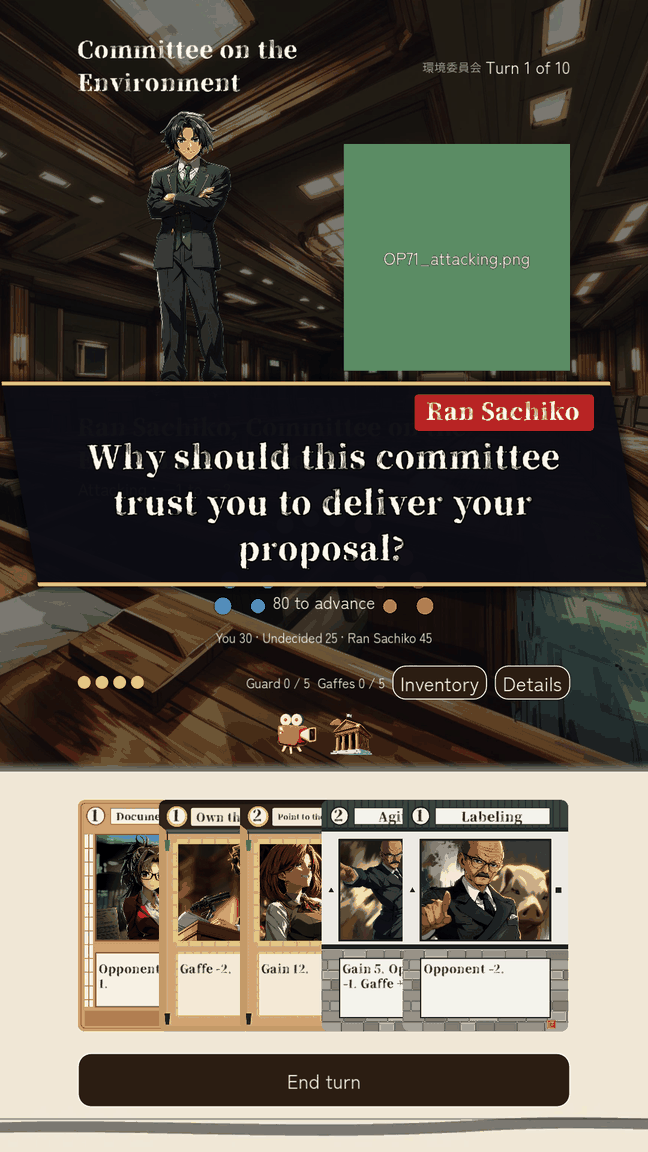 Committee on the
Environment
環境委員会 Turn 1 of 10
OP71_attacking.png
Ran Sachiko
Why should this committee
trust you to deliver your
proposal?
80 to advance
You 30 · Undecided 25 · Ran Sachiko 45
Guard 0 / 5 Gaffes 0 / 5 Inventory Details
1 Docume
1 Own th
2 Point to the
2 Agi
1 Labeling
Opponent
1.
Gaffe -2.
Gain 12.
Gain 5. Op
-1. Gaffe +
Opponent -2.
End turn